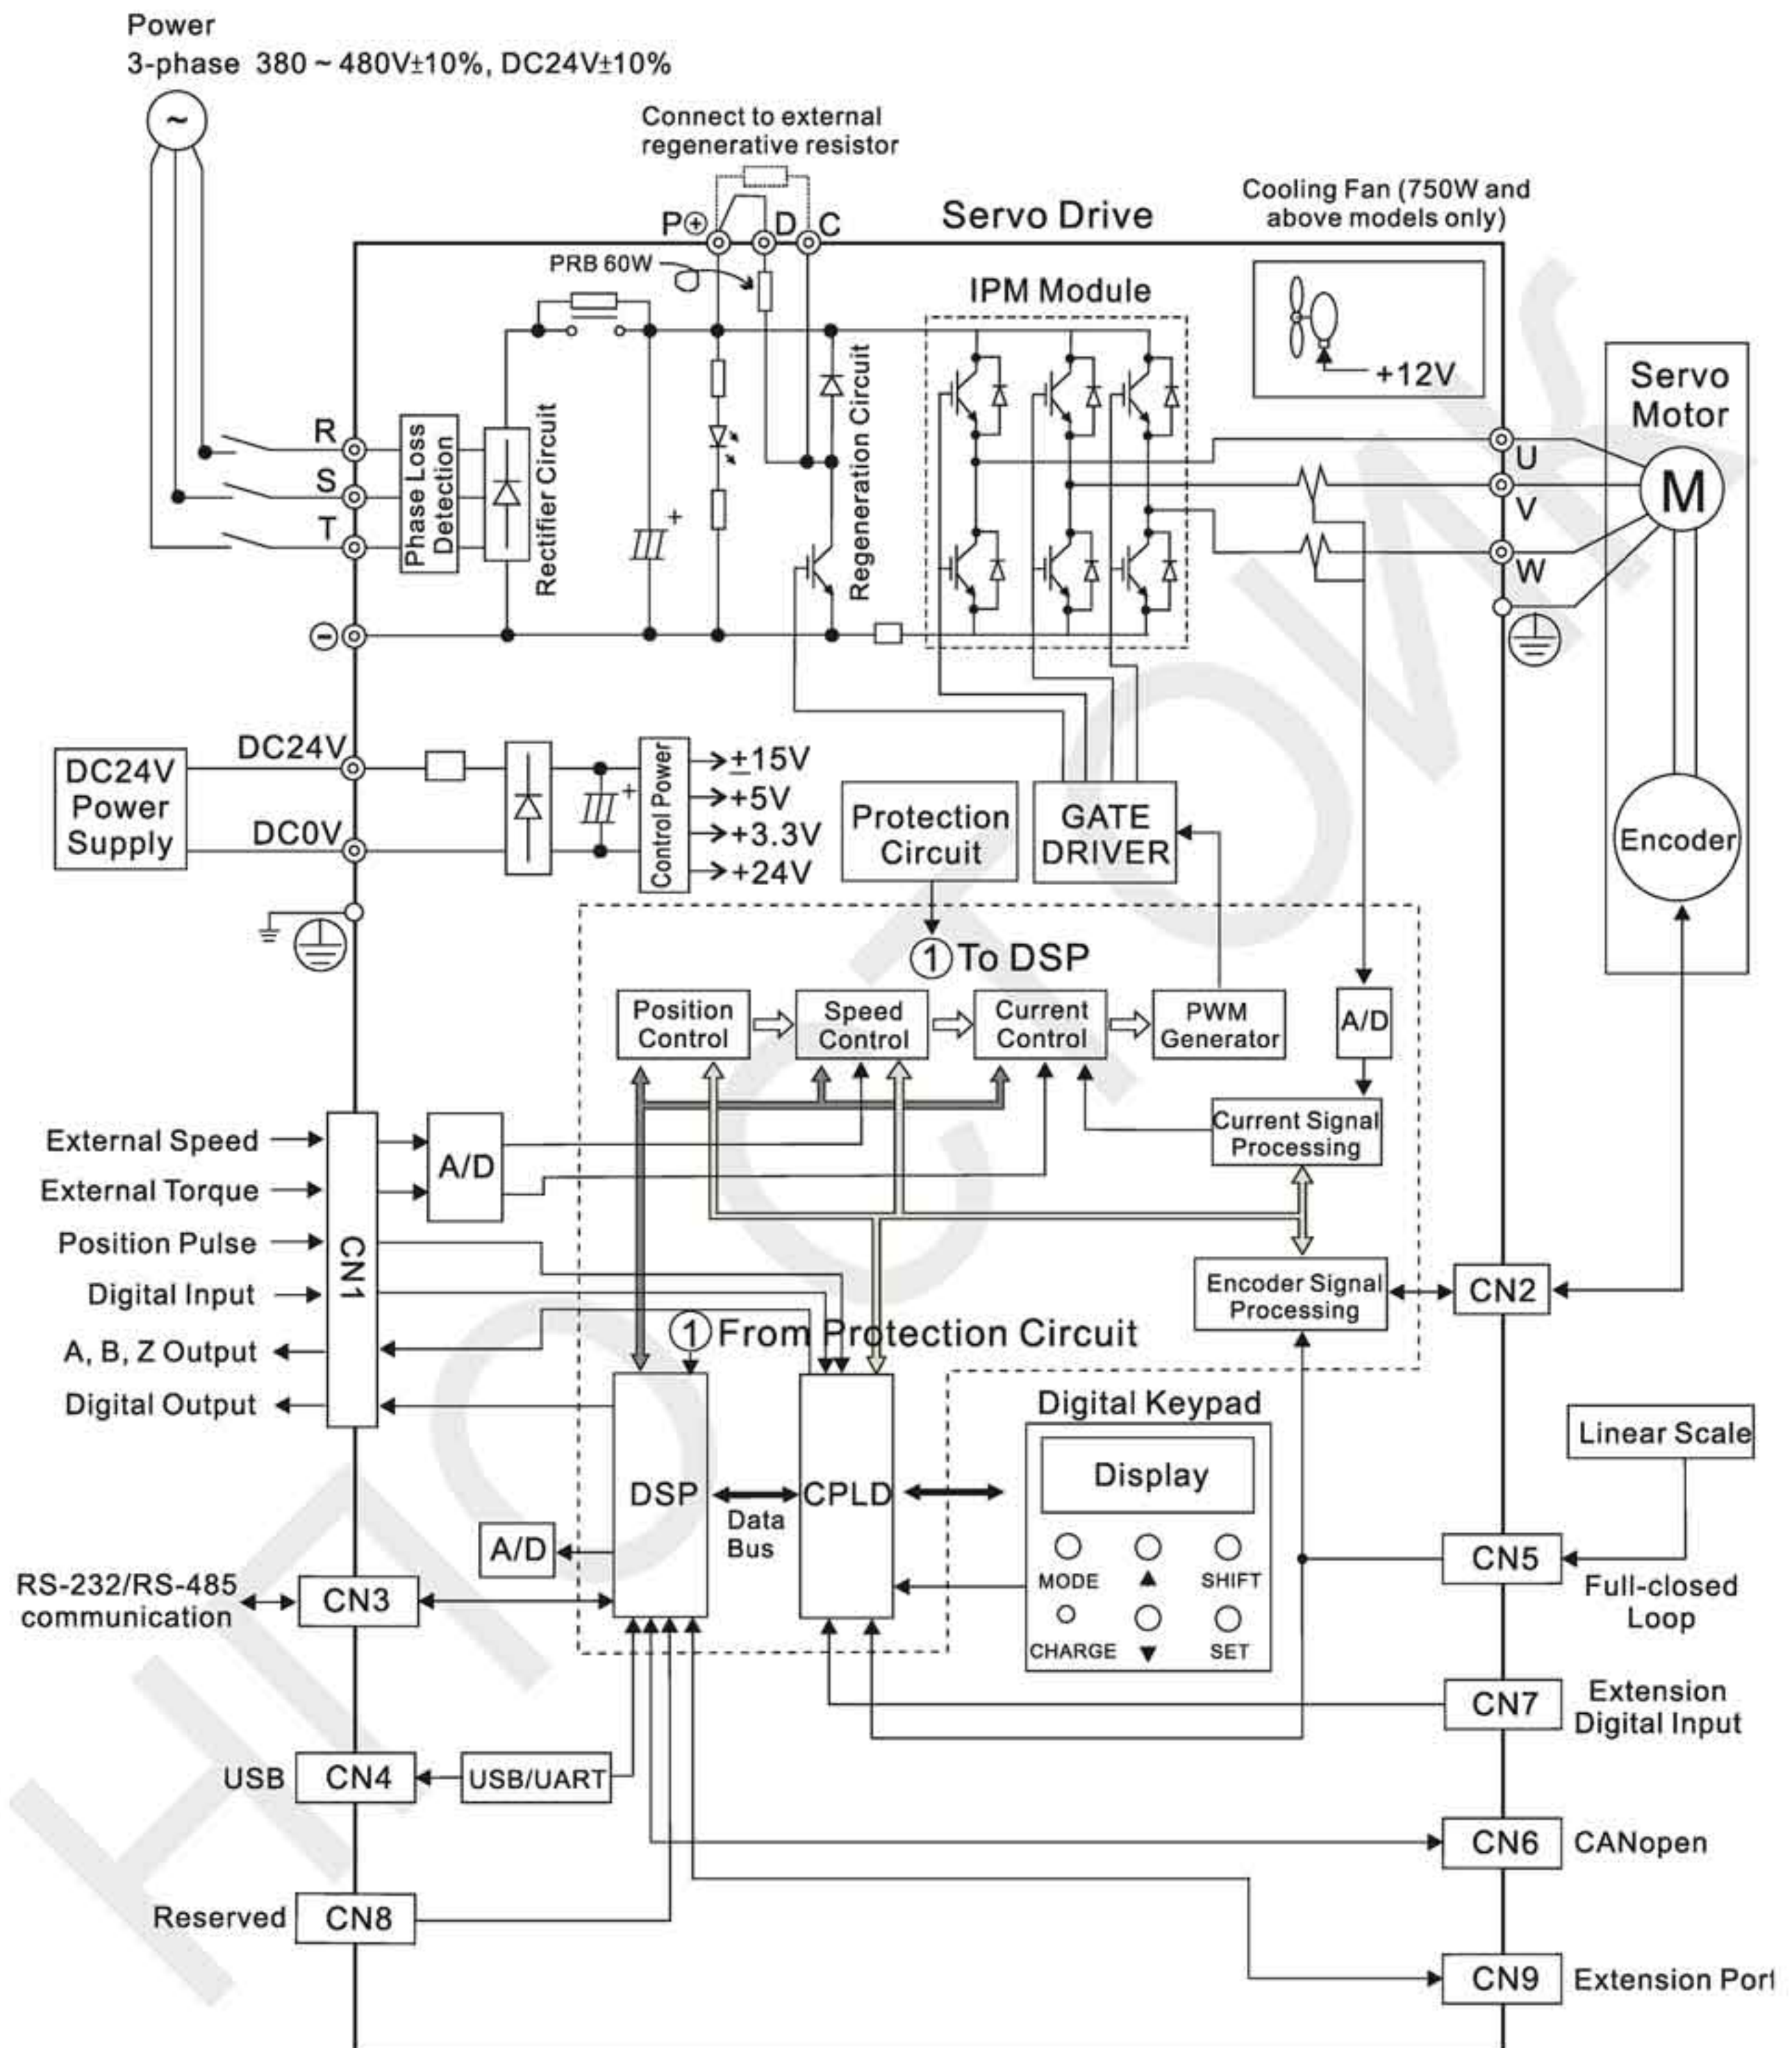 Power
3-phase 380 ~ 480V±10%, DC24V±10%
~
Connect to external
regenerative resistor
Cooling Fan (750W and
above models only)
P⊕
D
C
Servo Drive
PRB 60W
IPM Module
+12V
Servo
Motor
R
S
T
Phase Loss
Detection
Rectifier Circuit
+
Regeneration Circuit
U
V
W
M
⊖
DC24V
Power
Supply
DC24V
DC0V
+
Control Power
±15V
+5V
+3.3V
+24V
Protection
Circuit
GATE
DRIVER
Encoder
① To DSP
Position
Control
Speed
Control
Current
Control
PWM
Generator
A/D
Current Signal
Processing
External Speed
External Torque
Position Pulse
Digital Input
A, B, Z Output
Digital Output
CN1
A/D
Encoder Signal
Processing
CN2
① From Protection Circuit
DSP
Data
Bus
CPLD
Digital Keypad
Display
MODE
▲
SHIFT
CHARGE
▼
SET
Linear Scale
CN5
Full-closed
Loop
A/D
RS-232/RS-485
communication
CN3
CN7
Extension
Digital Input
USB
CN4
USB/UART
CN6
CANopen
Reserved
CN8
CN9
Extension Port